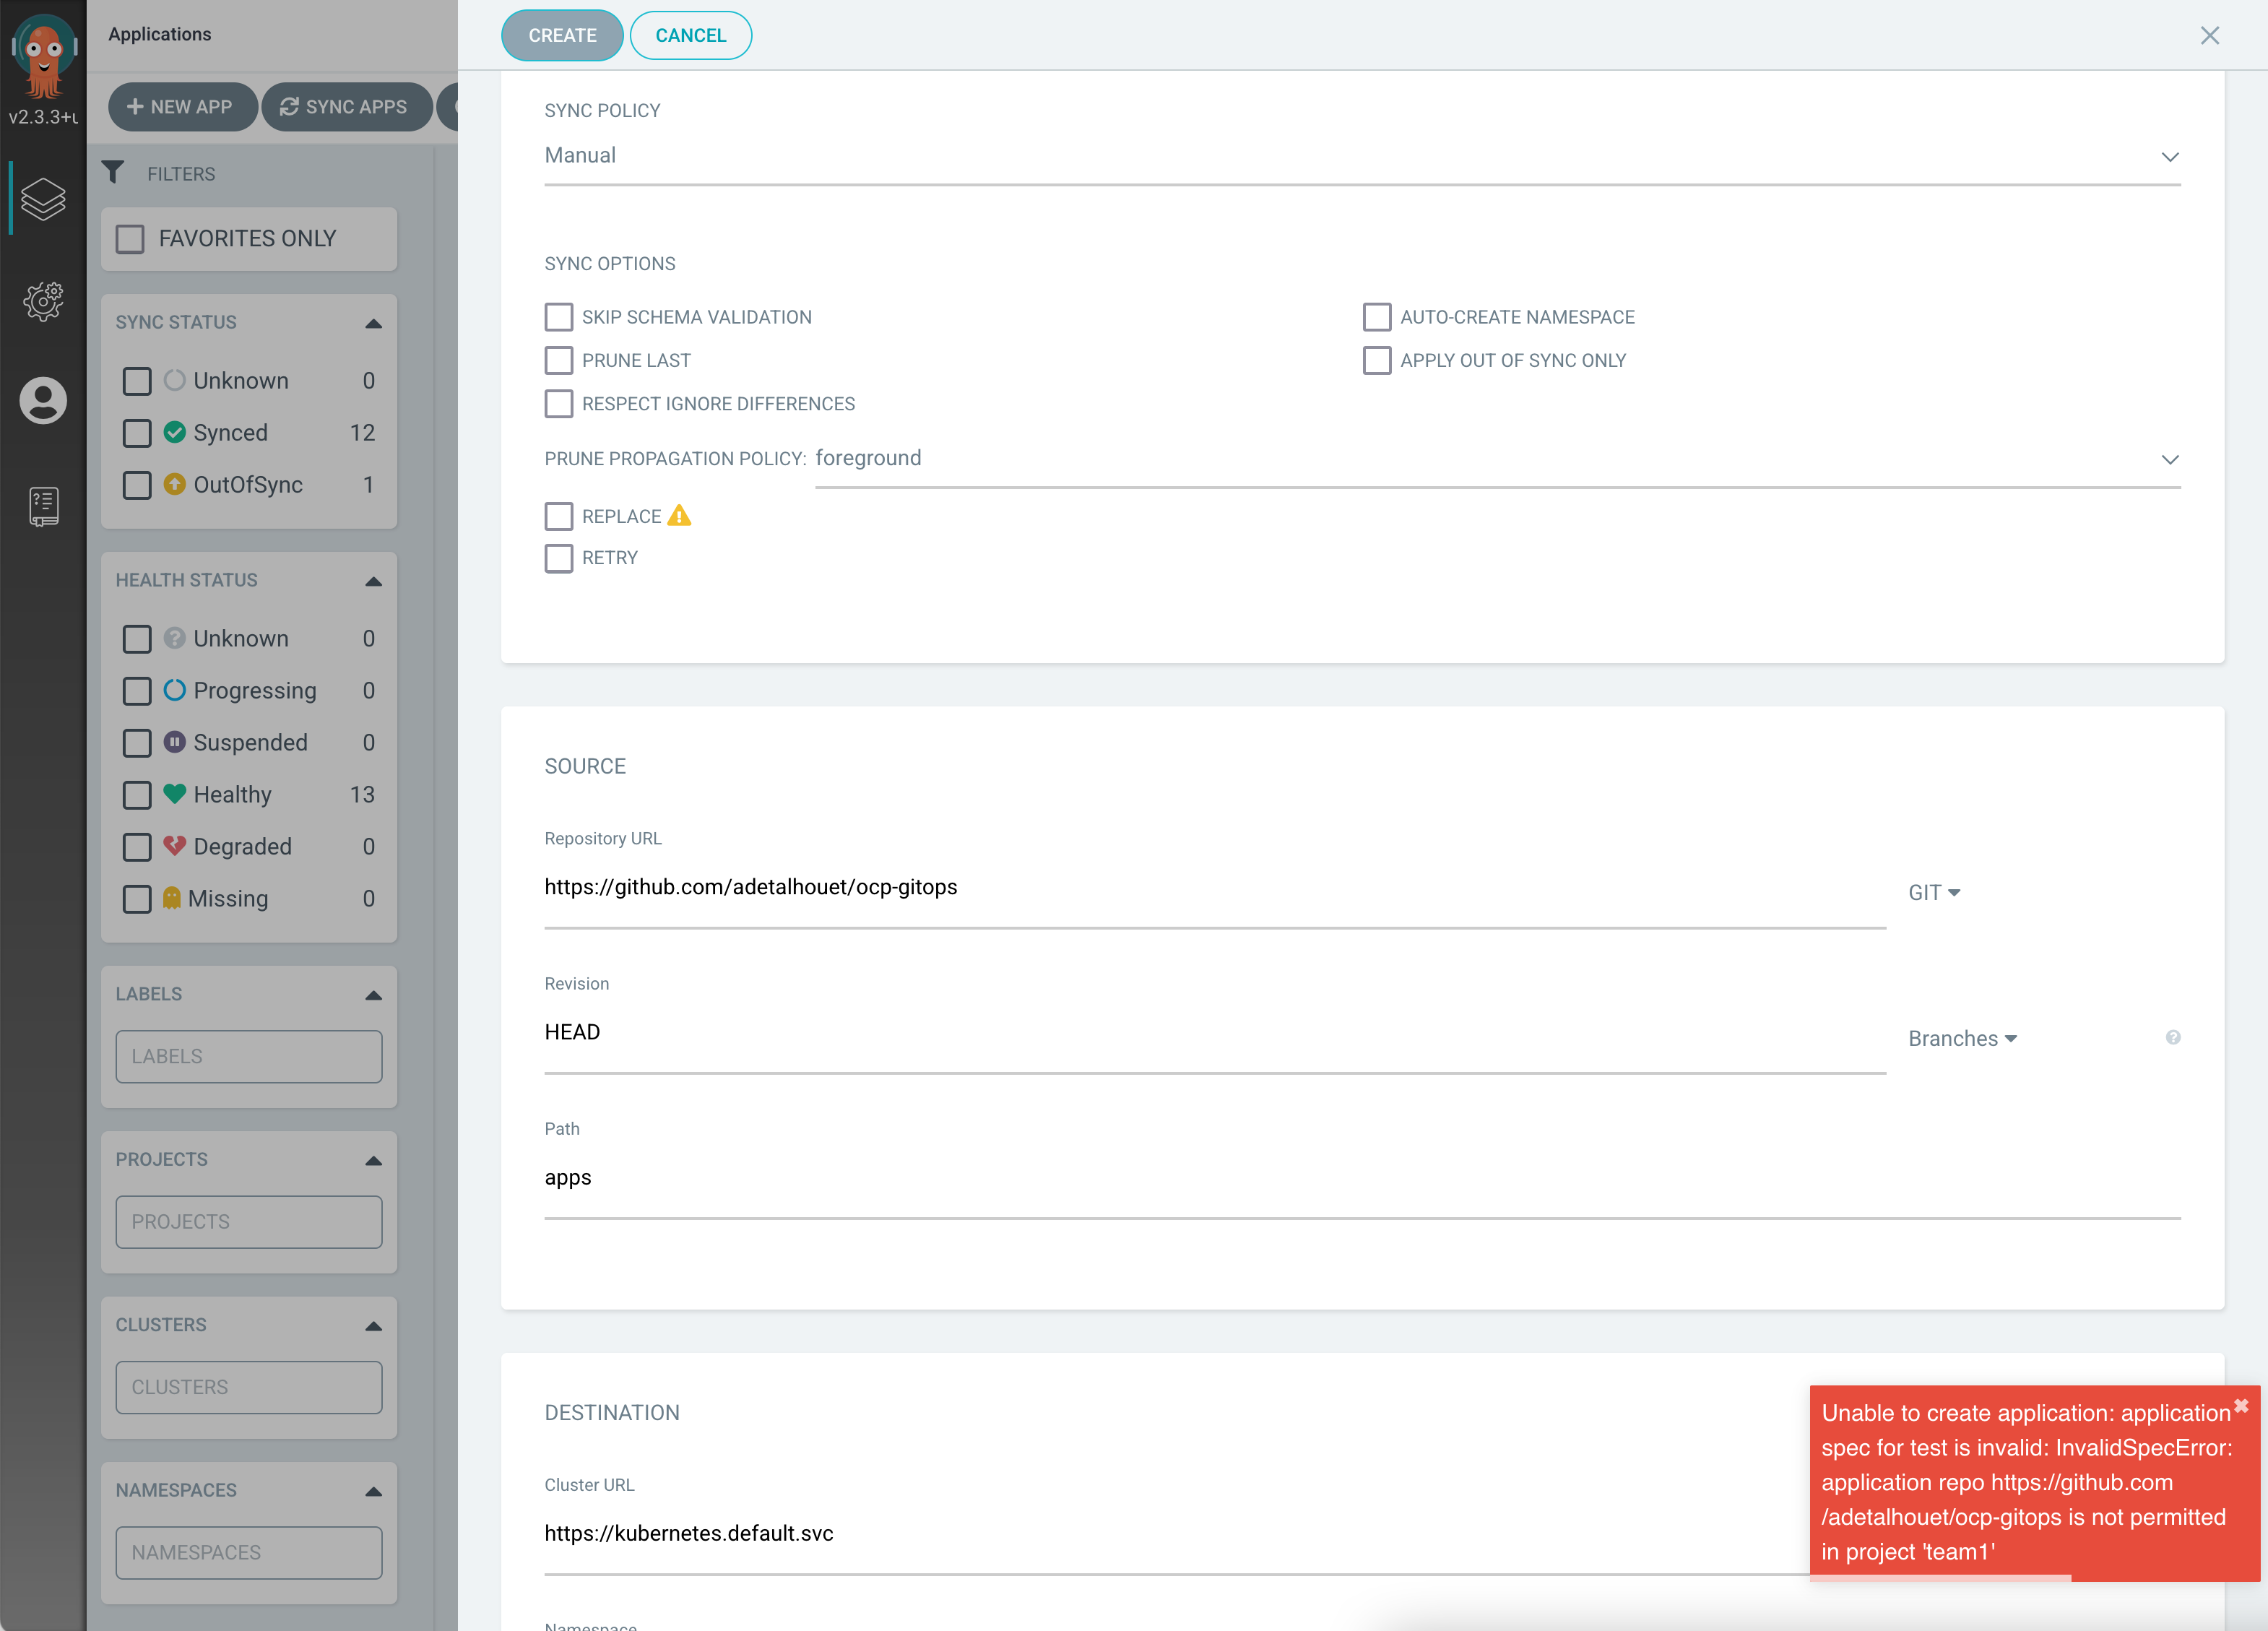 v2.3.3+u
Applications
NEW APP
SYNC APPS
FILTERS
FAVORITES ONLY
SYNC STATUS
Unknown 0
Synced 12
OutOfSync 1
HEALTH STATUS
Unknown 0
Progressing 0
Suspended 0
Healthy 13
Degraded 0
Missing 0
LABELS
LABELS
PROJECTS
PROJECTS
CLUSTERS
CLUSTERS
NAMESPACES
NAMESPACES
CREATE
CANCEL
SYNC POLICY
Manual
SYNC OPTIONS
SKIP SCHEMA VALIDATION
AUTO-CREATE NAMESPACE
PRUNE LAST
APPLY OUT OF SYNC ONLY
RESPECT IGNORE DIFFERENCES
PRUNE PROPAGATION POLICY: foreground
REPLACE
RETRY
SOURCE
Repository URL
https://github.com/adetalhouet/ocp-gitops
GIT
Revision
HEAD
Branches
Path
apps
DESTINATION
Cluster URL
https://kubernetes.default.svc
Namespace
Unable to create application: application
spec for test is invalid: InvalidSpecError:
application repo https://github.com
/adetalhouet/ocp-gitops is not permitted
in project 'team1'